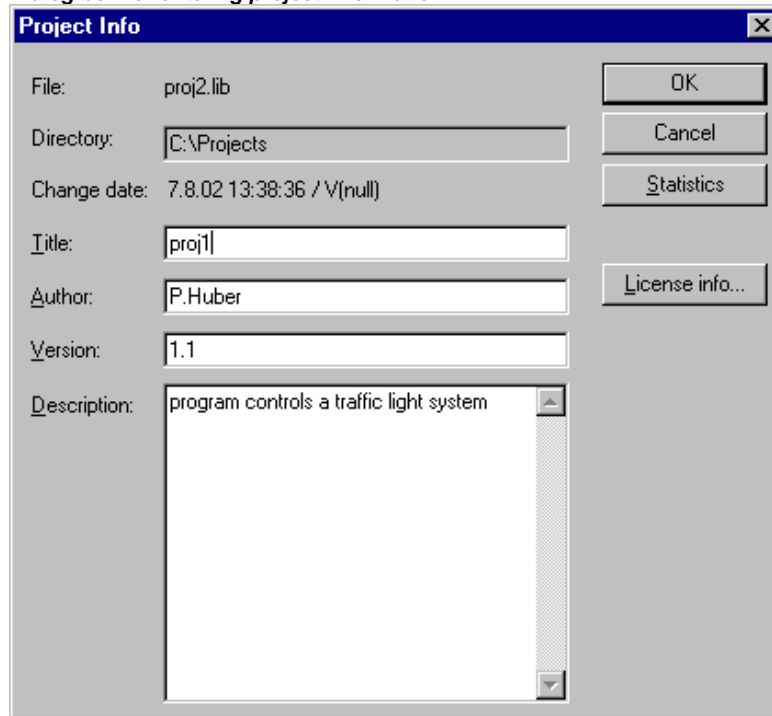 Project Info
File: proj2.lib
OK
Directory: C:\Projects
Cancel
Change date: 7.8.02 13:38:36 / V(null)
Statistics
Title: proj1
Author: P.Huber
License info...
Version: 1.1
Description: program controls a traffic light system